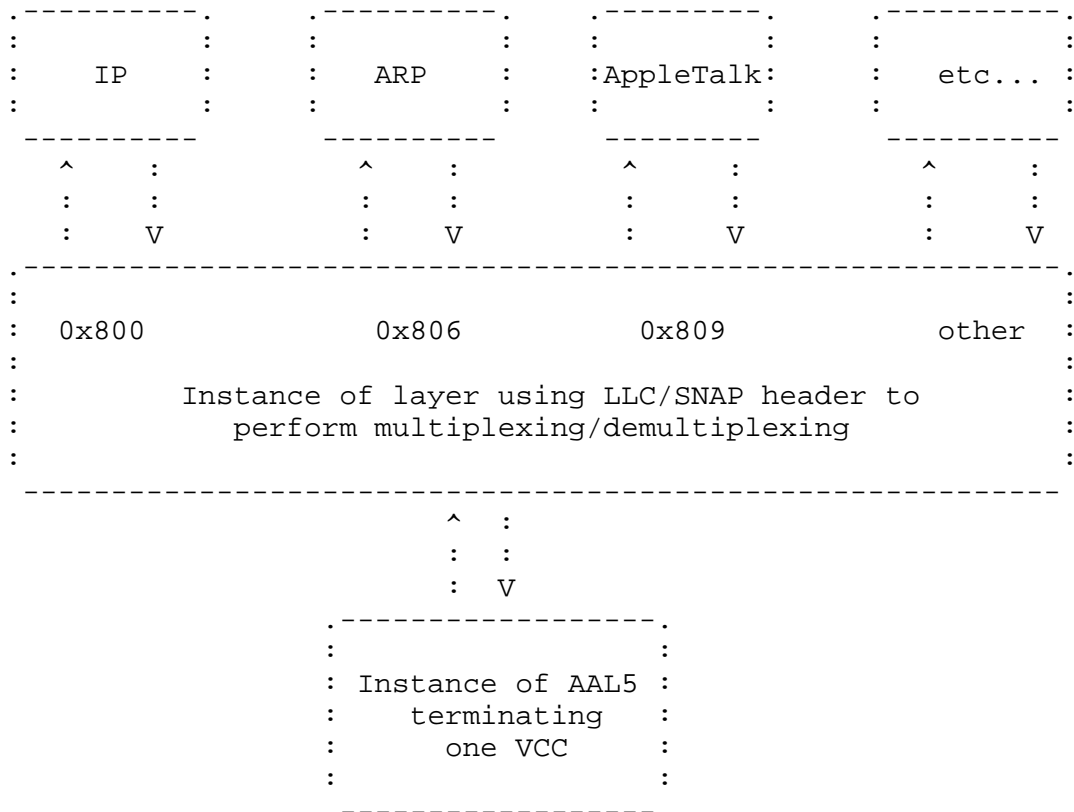 IP ARP AppleTalk etc...
0x800 0x806 0x809 other
Instance of layer using LLC/SNAP header to
perform multiplexing/demultiplexing
Instance of AAL5
terminating
one VCC